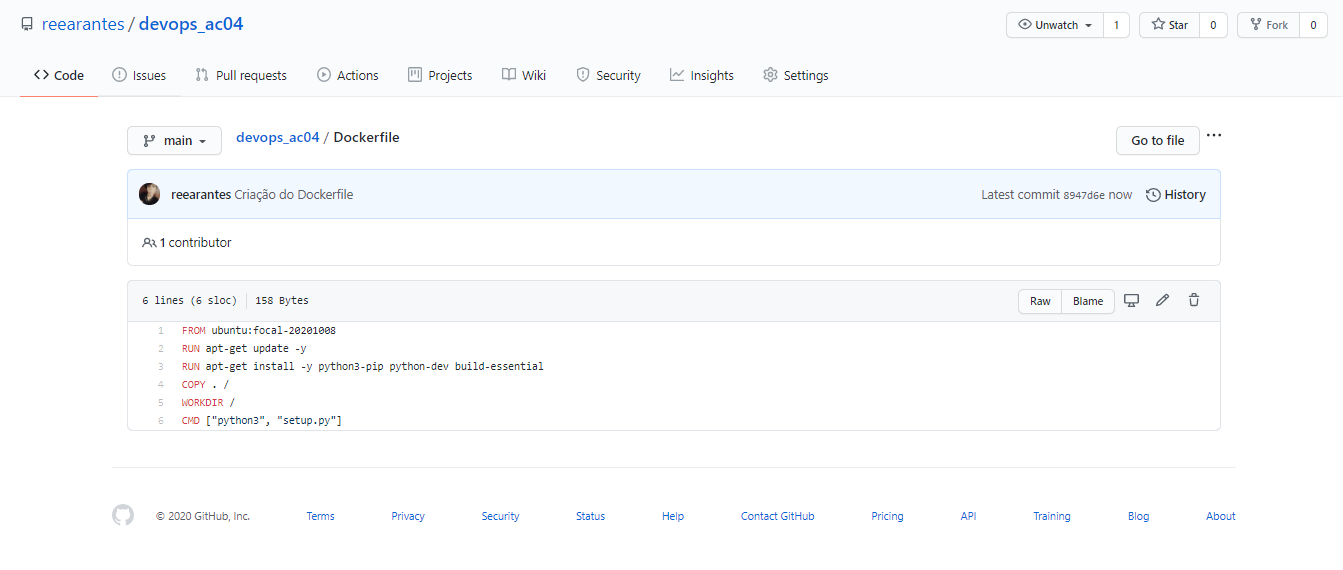 reearantes / devops_ac04
Unwatch 1 Star 0 Fork 0
Code Issues Pull requests Actions Projects Wiki Security Insights Settings
main devops_ac04 / Dockerfile Go to file ...
reearantes Criação do Dockerfile Latest commit 8947d6e now History
1 contributor
6 lines (6 sloc) 158 Bytes Raw Blame
1 FROM ubuntu:focal-20201008
2 RUN apt-get update -y
3 RUN apt-get install -y python3-pip python-dev build-essential
4 COPY . /
5 WORKDIR /
6 CMD ["python3", "setup.py"]
© 2020 GitHub, Inc. Terms Privacy Security Status Help Contact GitHub Pricing API Training Blog About